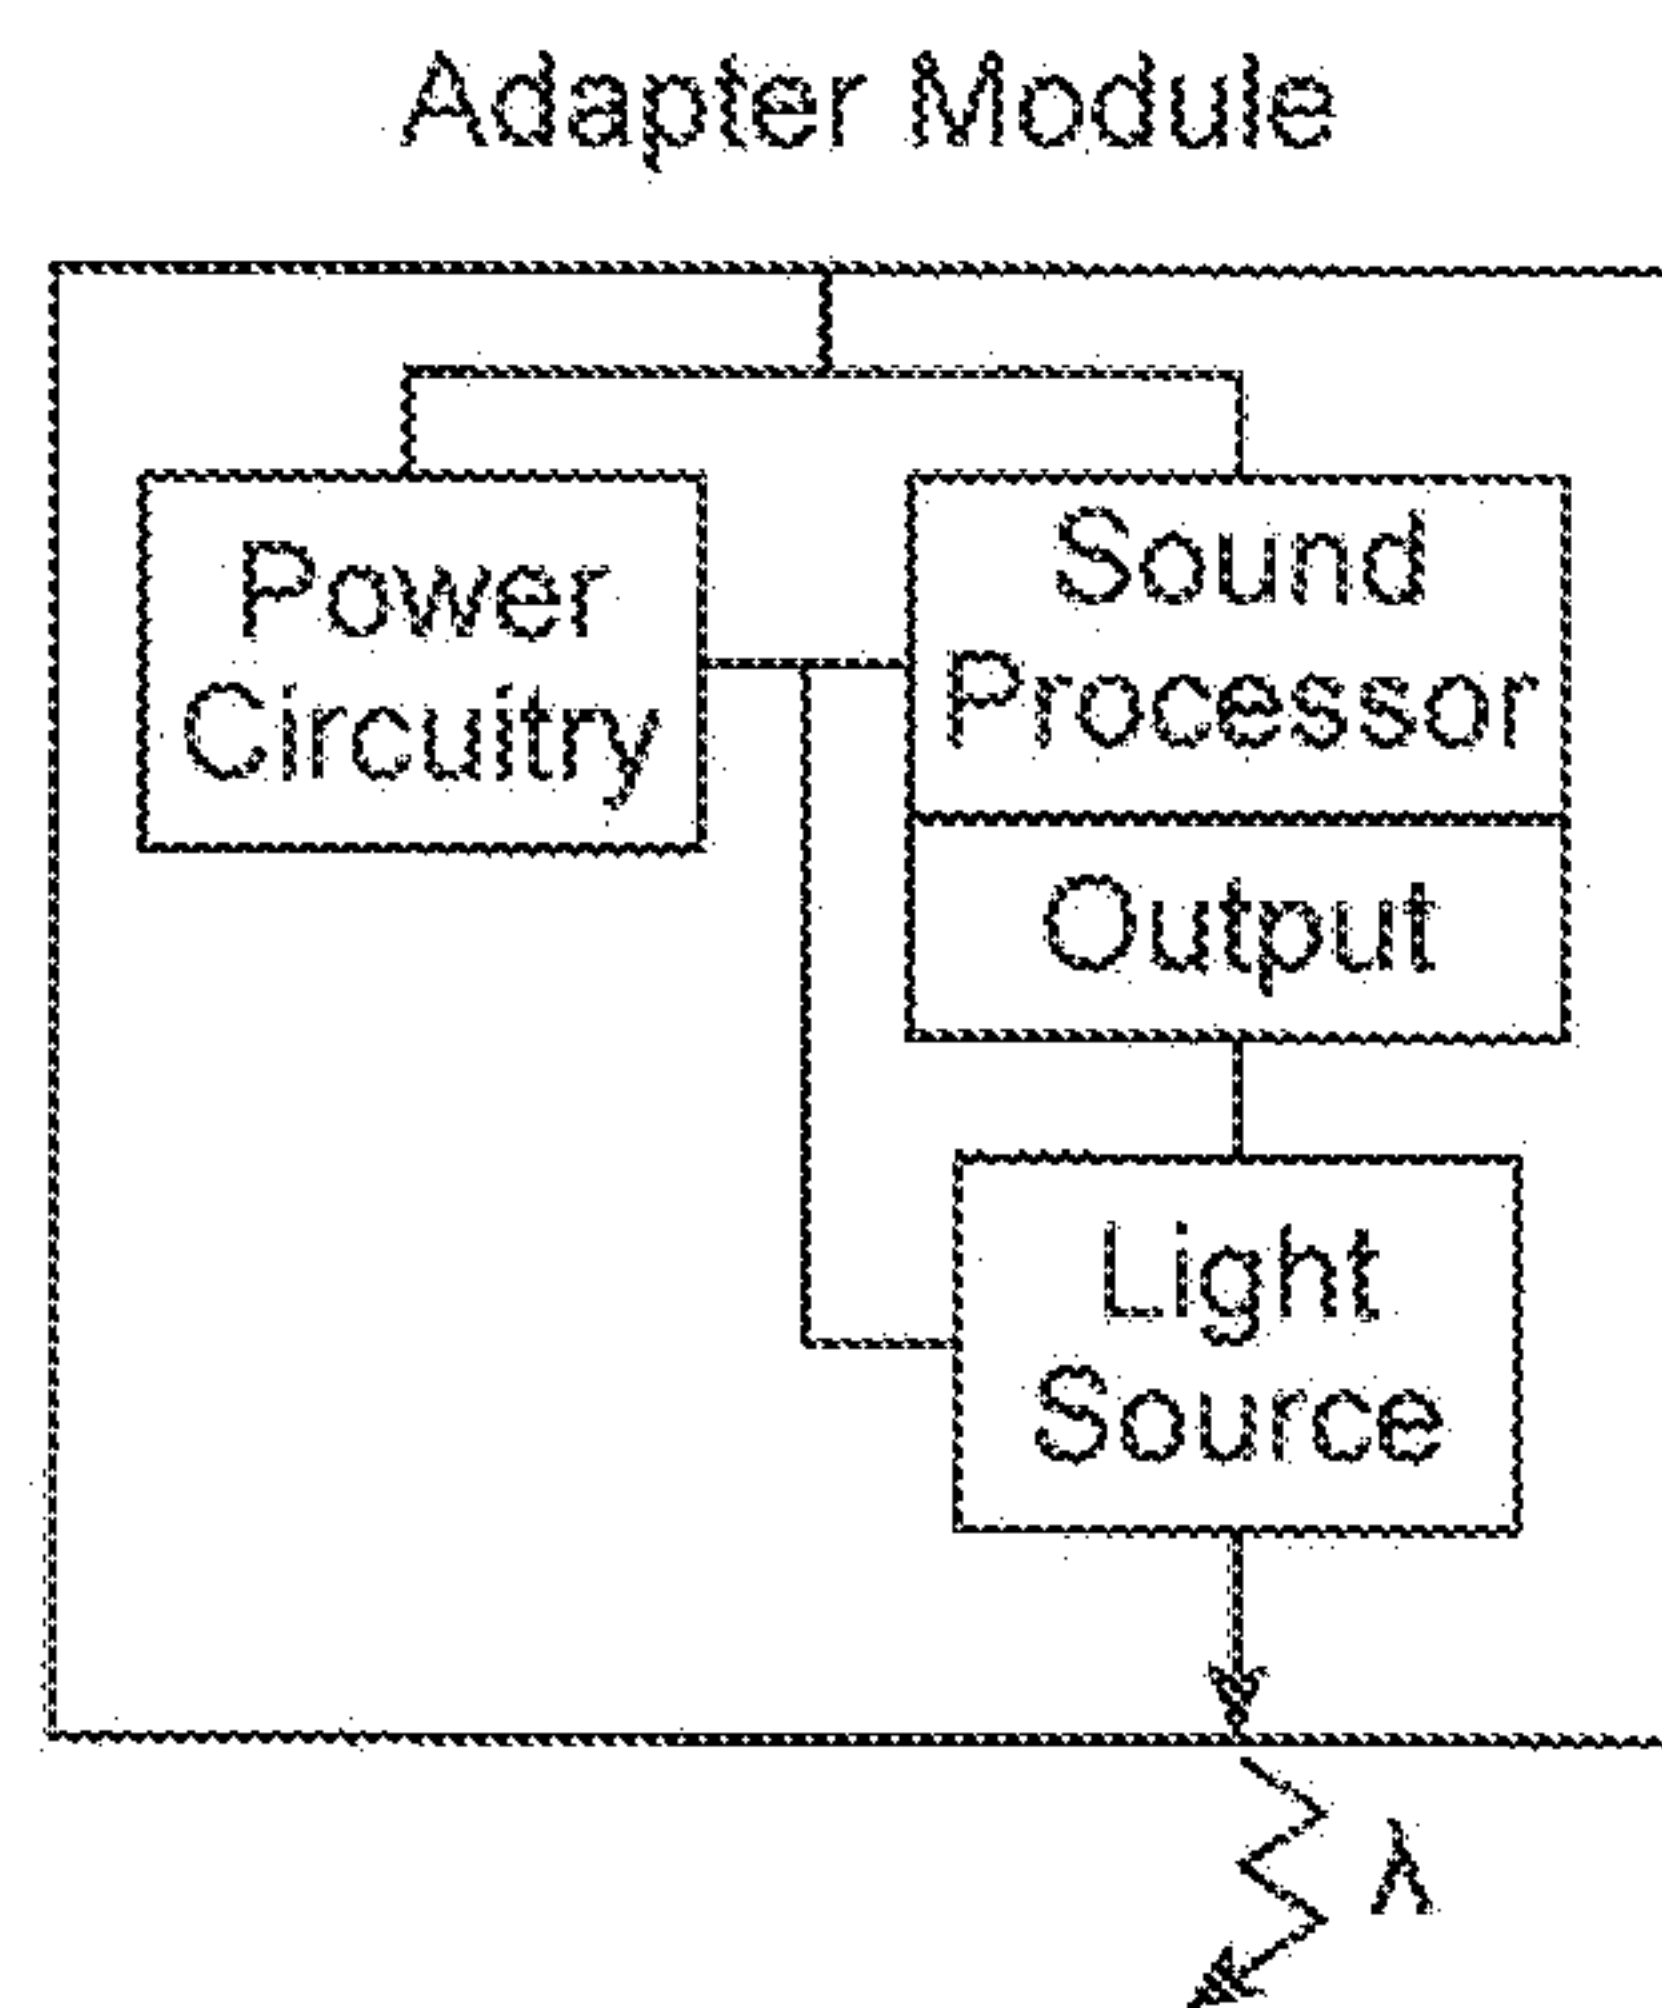 Adapter Module
Power
Circuitry
Sound
Processor
Output
Light
Source
λ